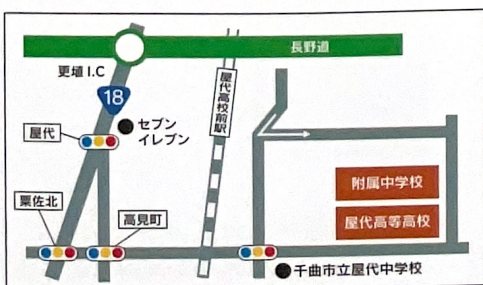 長野道
更埴I.C
18
屋代高校前駅
セブン
イレブン
屋代
附属中学校
粟佐北
高見町
屋代高等高校
千曲市立屋代中学校